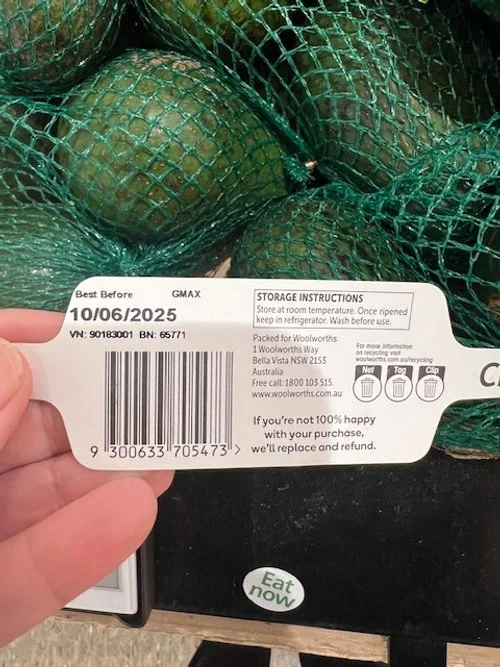 Best Before GMAX
10/06/2025
VN: 90183001 BN: 65771
9 300633 705473 >
STORAGE INSTRUCTIONS
Store at room temperature. Once ripened
keep in refrigerator. Wash before use.
Packed for Woolworths
1 Woolworths Way
Bella Vista NSW 2153
Australia
Free call: 1800 103 515.
www.woolworths.com.au
For more information
on recycling visit
woolworths.com.au/recycling
Net Tag Clip
If you're not 100% happy
with your purchase,
we'll replace and refund.
Eat
now